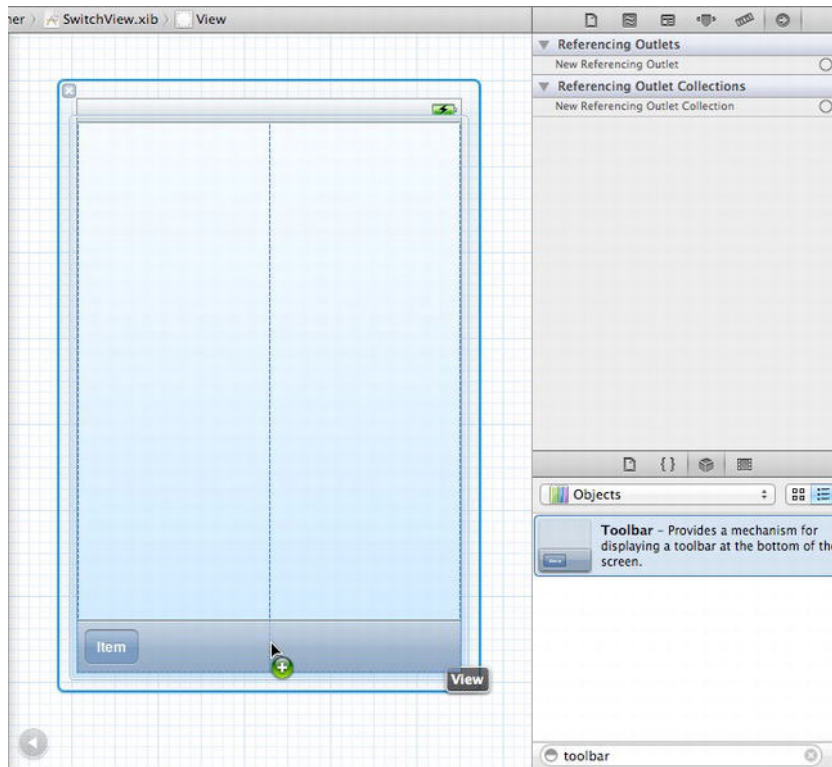 ner SwitchView.xib View
Referencing Outlets
New Referencing Outlet
Referencing Outlet Collections
New Referencing Outlet Collection
{}
Objects
Toolbar – Provides a mechanism for
displaying a toolbar at the bottom of the
screen.
Item
View
toolbar